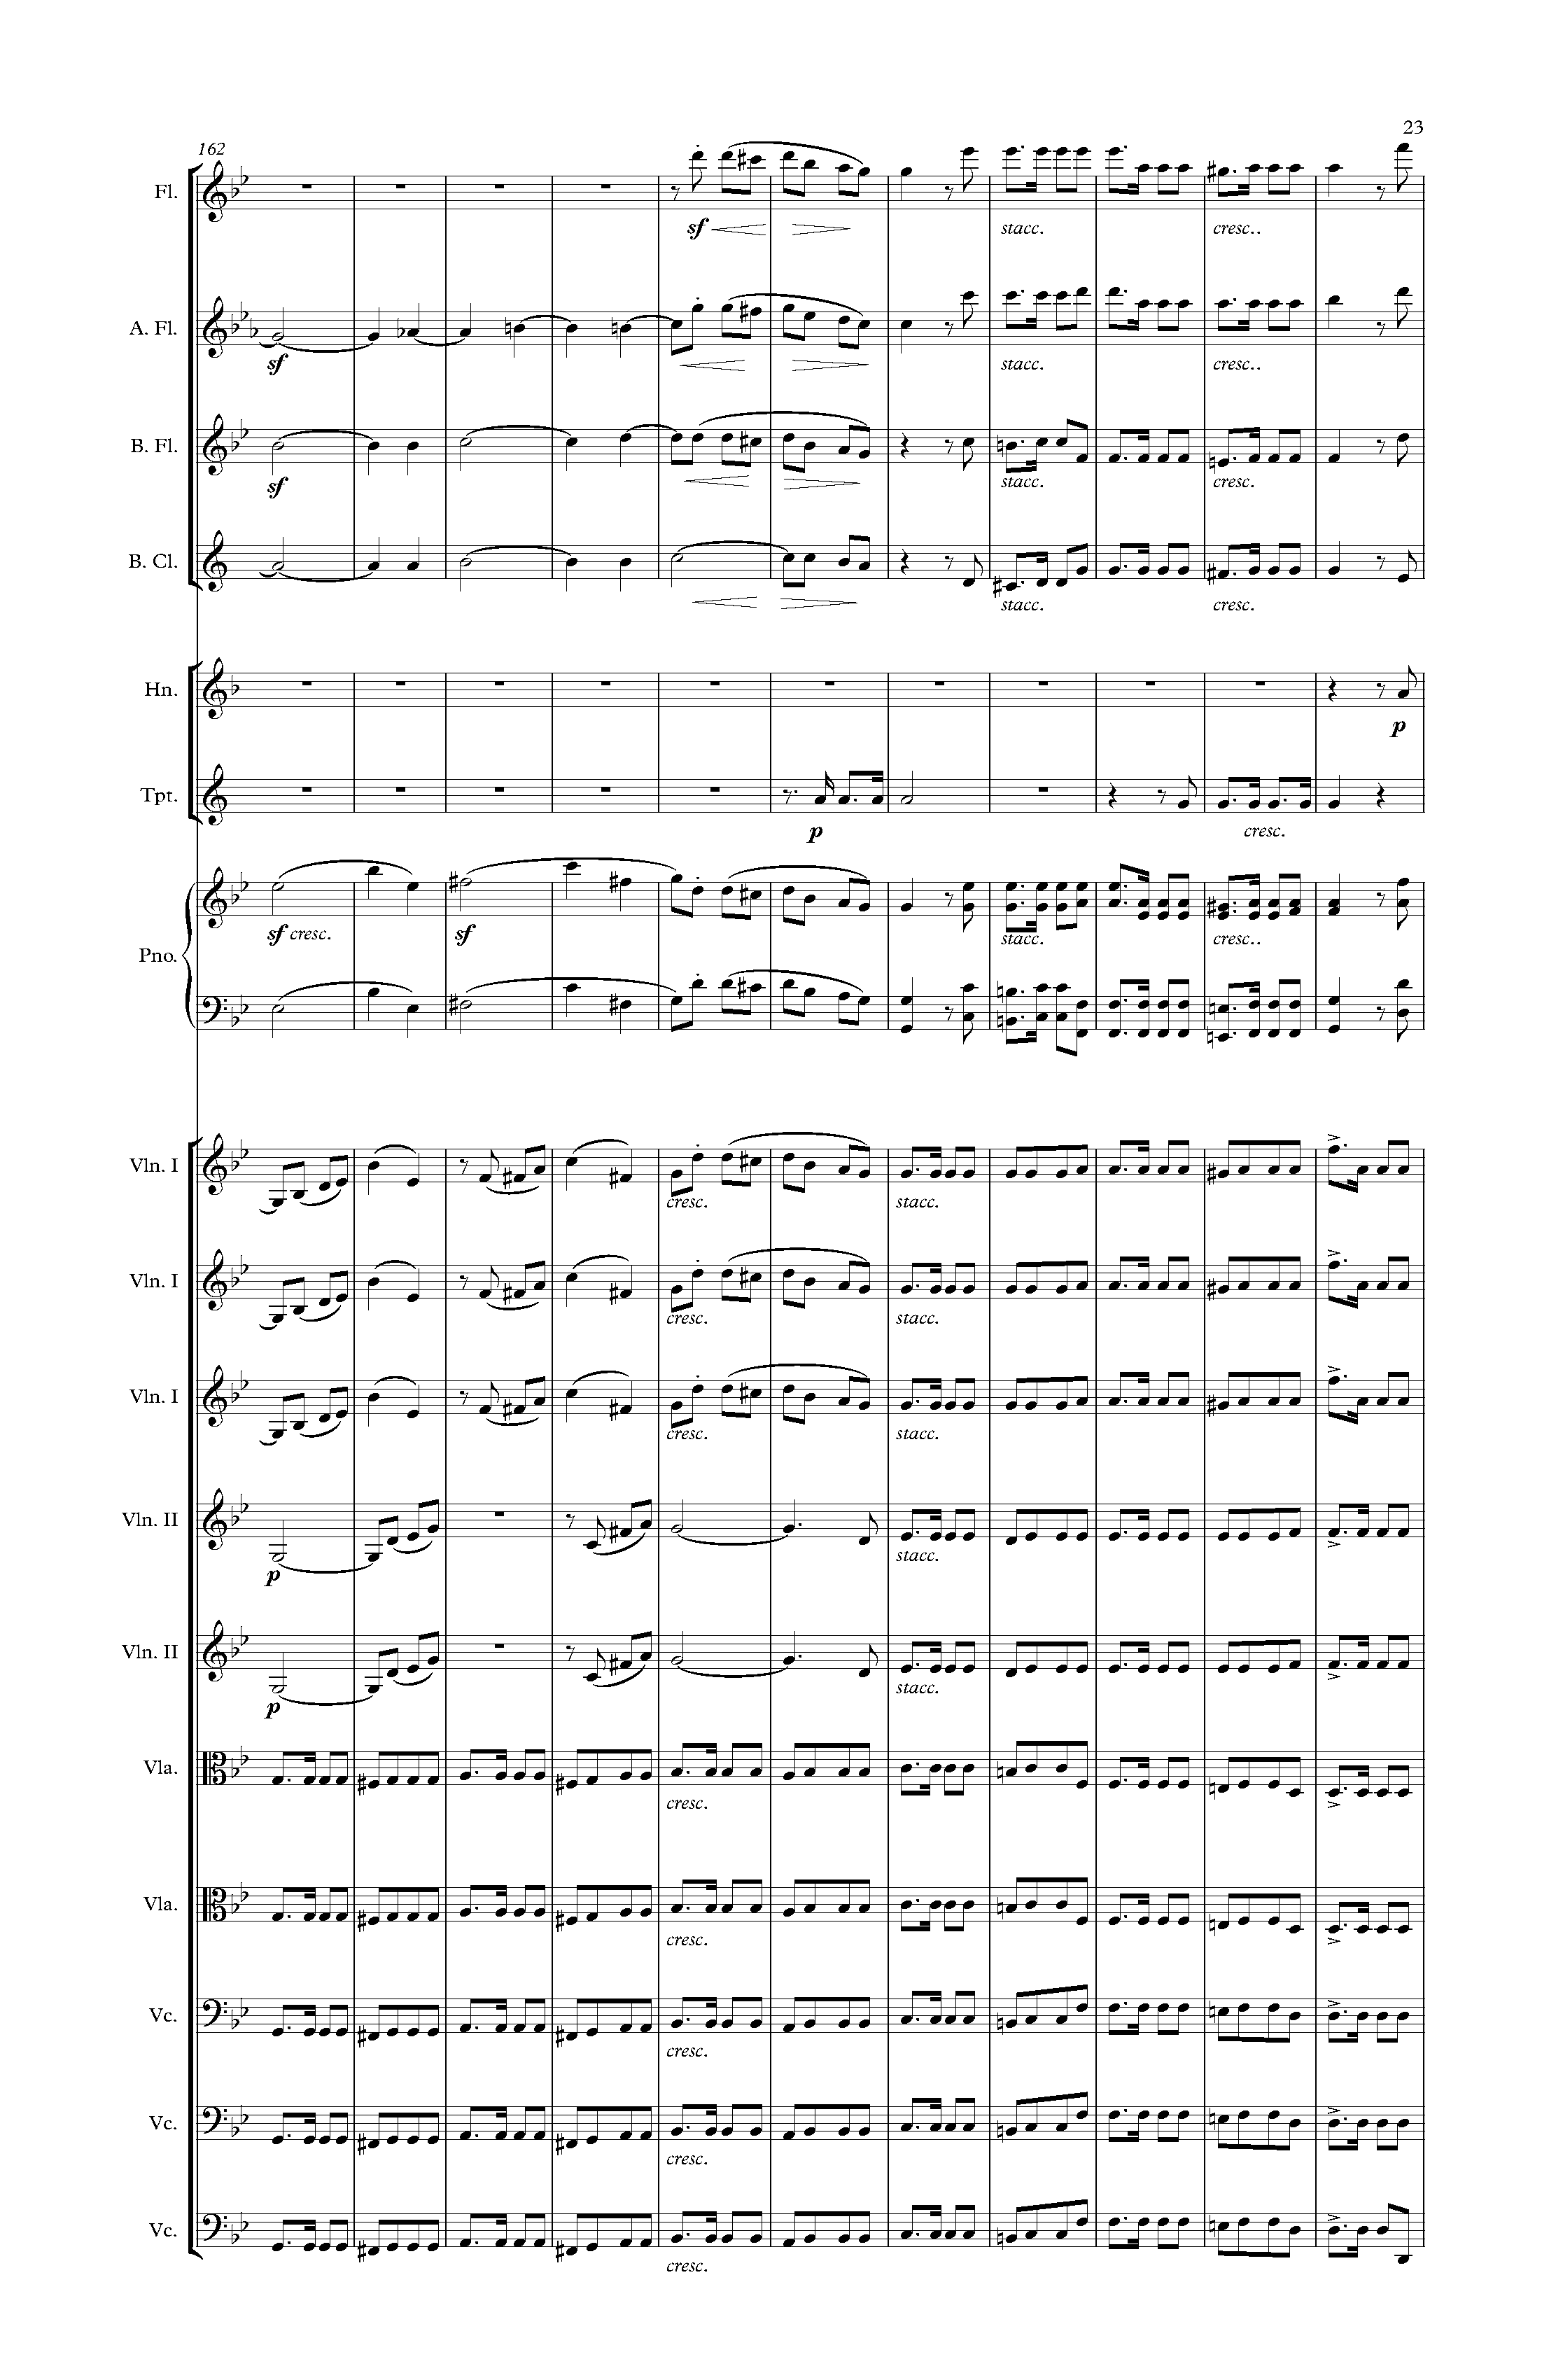 23
162
Fl.
sf stacc. cresc..
A. Fl.
sf stacc. cresc..
B. Fl.
sf stacc. cresc.
B. Cl.
stacc. cresc.
Hn.
p
Tpt.
p cresc.
sf cresc. sf stacc. cresc..
Pno.
Vln. I
cresc. stacc.
Vln. I
cresc. stacc.
Vln. I
cresc. stacc.
Vln. II
p stacc.
Vln. II
p stacc.
Vla.
cresc.
Vla.
cresc.
Vc.
cresc.
Vc.
cresc.
Vc.
cresc.